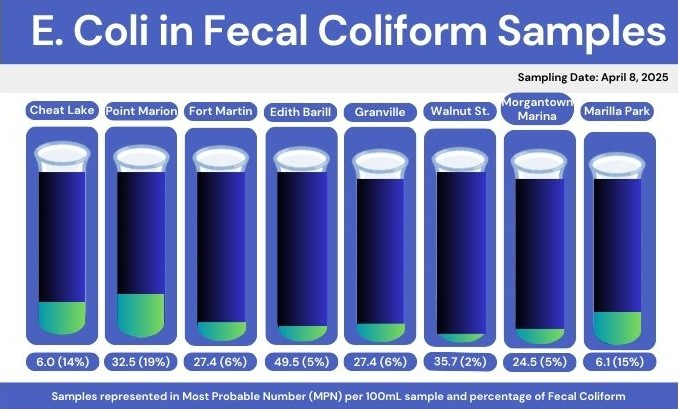 E. Coli in Fecal Coliform Samples
Sampling Date: April 8, 2025
Cheat Lake
Point Marion
Fort Martin
Edith Barill
Granville
Walnut St.
Morgantown
Marina
Marilla Park
6.0 (14%)
32.5 (19%)
27.4 (6%)
49.5 (5%)
27.4 (6%)
35.7 (2%)
24.5 (5%)
6.1 (15%)
Samples represented in Most Probable Number (MPN) per 100mL sample and percentage of Fecal Coliform